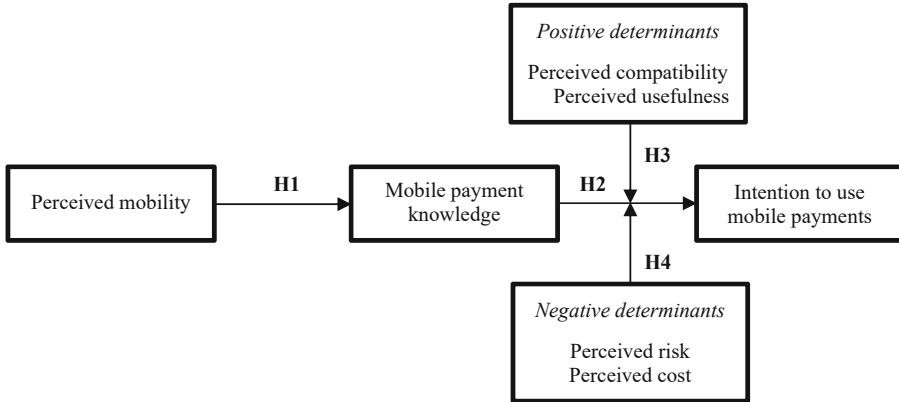 Positive determinants
Perceived compatibility
Perceived usefulness
H3
H1
H2
Perceived mobility
Mobile payment
knowledge
Intention to use
mobile payments
H4
Negative determinants
Perceived risk
Perceived cost